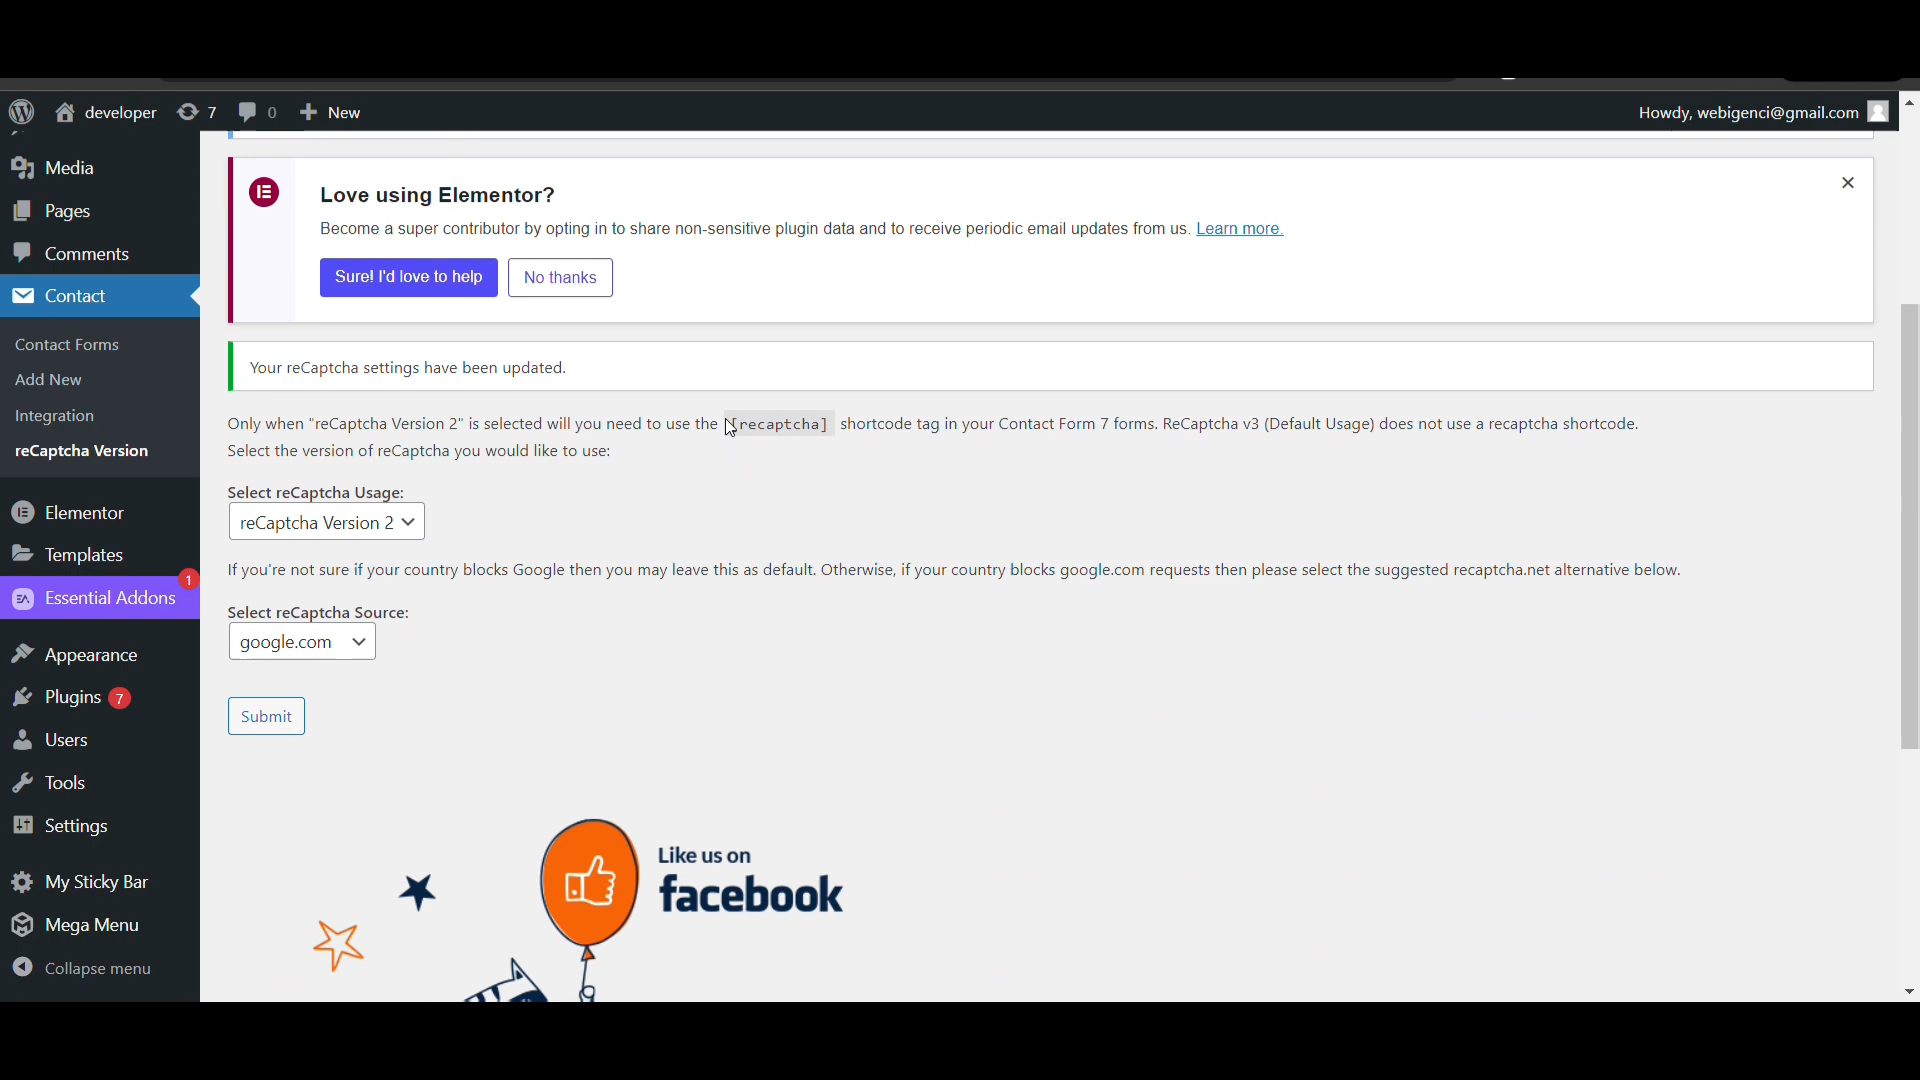 developer 7 0 New Howdy, webigenci@gmail.com
Media
Pages
Comments
Contact
Contact Forms
Add New
Integration
reCaptcha Version
Elementor
Templates
1
Essential Addons
Appearance
Plugins 7
Users
Tools
Settings
My Sticky Bar
Mega Menu
Collapse menu
Love using Elementor?
Become a super contributor by opting in to share non-sensitive plugin data and to receive periodic email updates from us. Learn more.
Sure! I'd love to help No thanks
Your reCaptcha settings have been updated.
Only when "reCaptcha Version 2" is selected will you need to use the [recaptcha] shortcode tag in your Contact Form 7 forms. ReCaptcha v3 (Default Usage) does not use a recaptcha shortcode.
Select the version of reCaptcha you would like to use:
Select reCaptcha Usage:
reCaptcha Version 2
If you're not sure if your country blocks Google then you may leave this as default. Otherwise, if your country blocks google.com requests then please select the suggested recaptcha.net alternative below.
Select reCaptcha Source:
google.com
Submit
Like us on
facebook